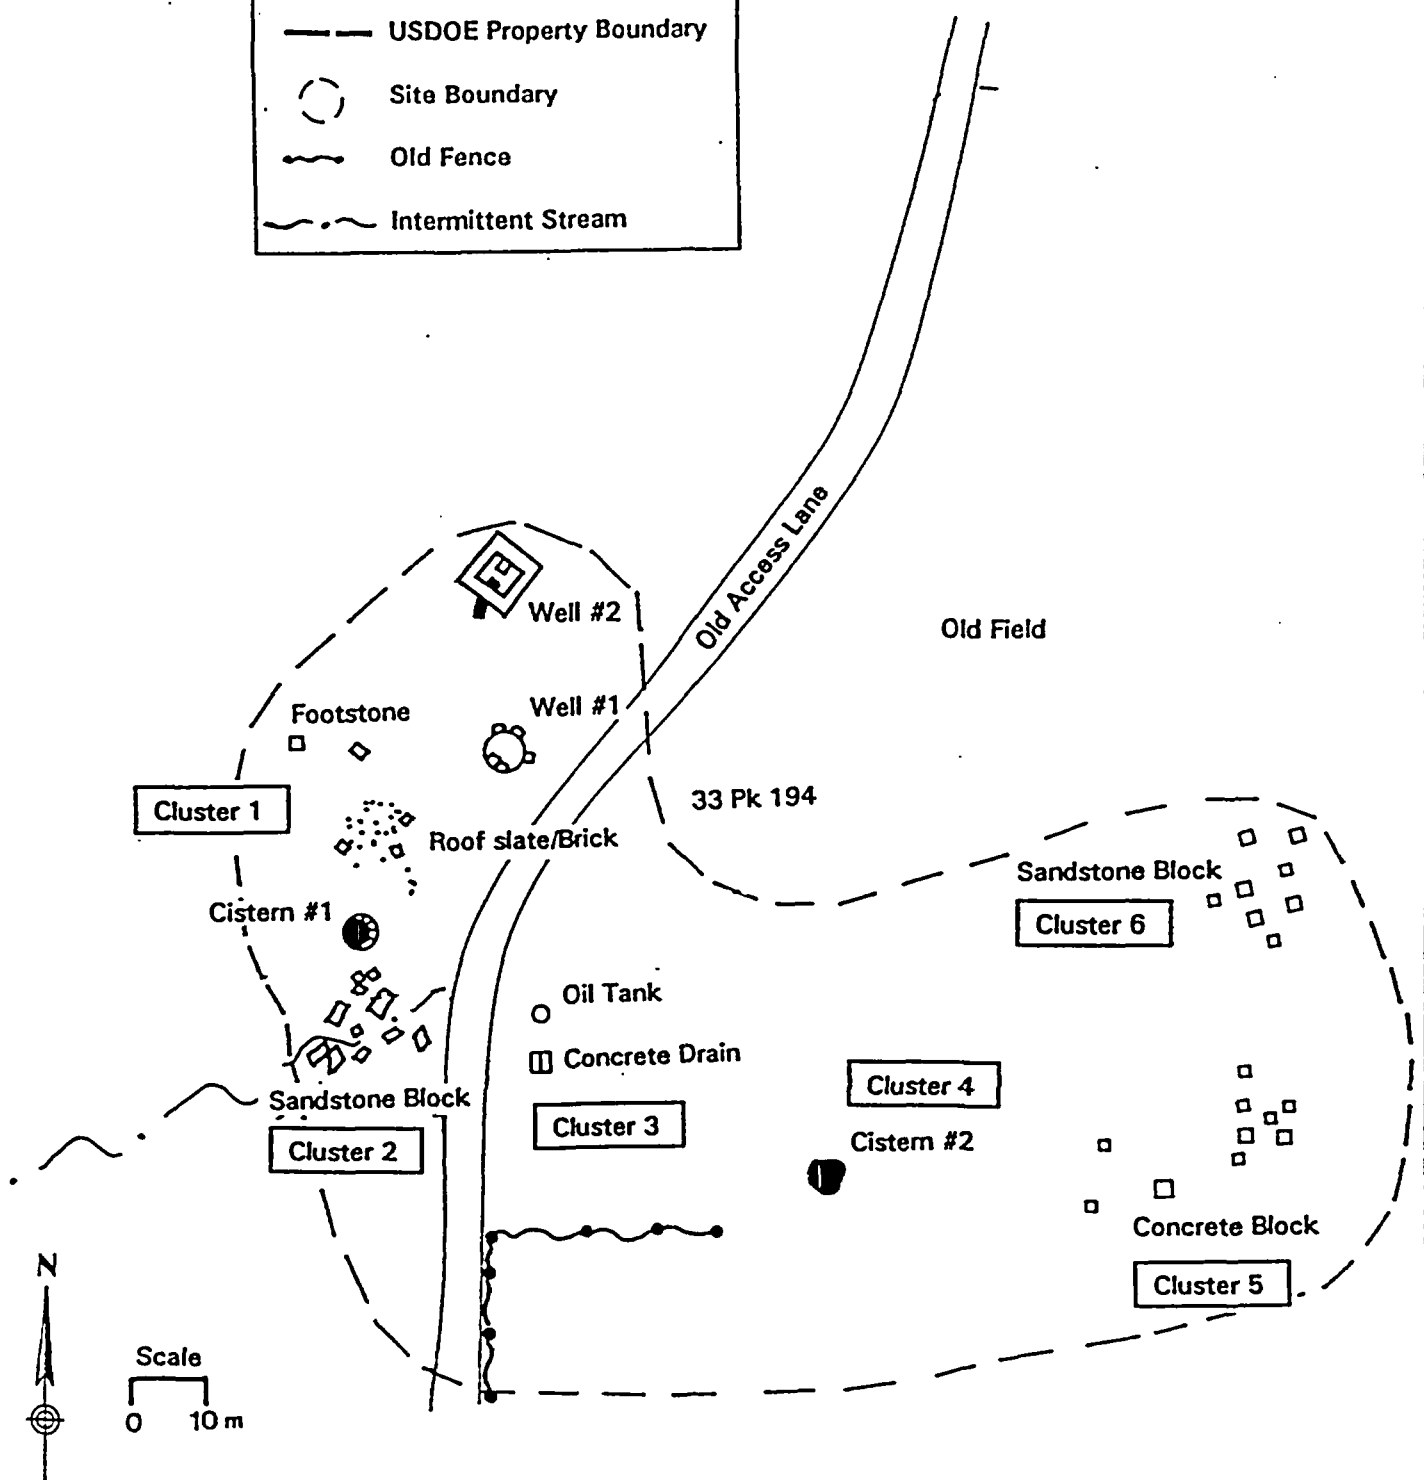 USDOE Property Boundary
Site Boundary
Old Fence
Intermittent Stream
Old Access Lane
Old Field
Well #2
Well #1
Footstone
Cluster 1
33 Pk 194
Roof slate/Brick
Sandstone Block
Cluster 6
Cistern #1
Oil Tank
Concrete Drain
Cluster 4
Sandstone Block
Cluster 3
Cistern #2
Cluster 2
Concrete Block
N
Cluster 5
Scale
0 10 m